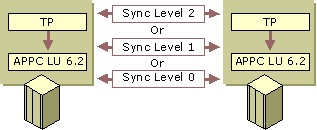 Sync Level 2
TP
TP
Or
Sync Level 1
APPC LU 6.2
APPC LU 6.2
Or
Sync Level 0